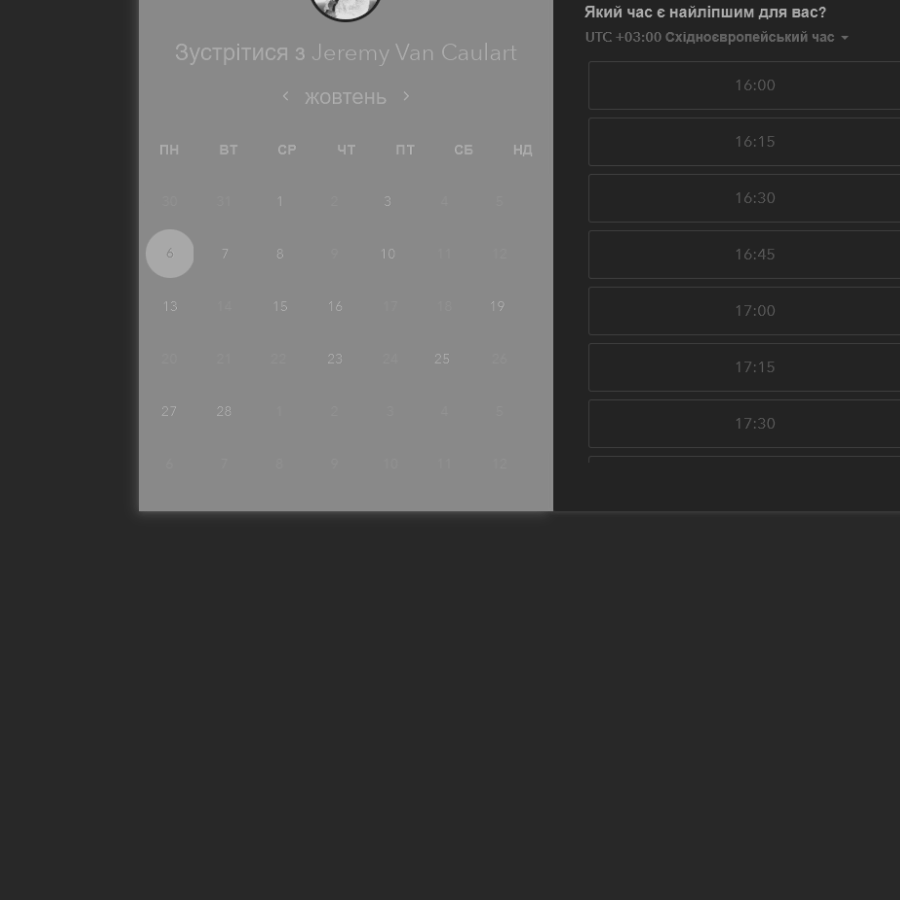 Зустрітися з Jeremy Van Caulart
жовтень
ПН ВТ СР ЧТ ПТ СБ НД
30 31 1 2 3 4 5
6 7 8 9 10 11 12
13 14 15 16 17 18 19
20 21 22 23 24 25 26
27 28 1 2 3 4 5
6 7 8 9 10 11 12
Який час є найліпшим для вас?
UTC +03:00 Східноєвропейський час
16:00
16:15
16:30
16:45
17:00
17:15
17:30